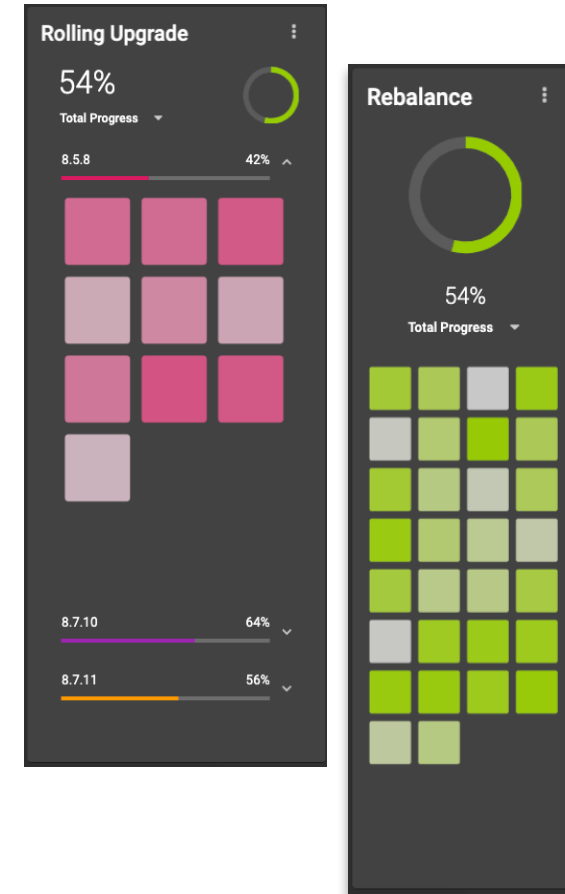 Rolling Upgrade
54%
Total Progress
8.5.8 42%
8.7.10 64%
8.7.11 56%
Rebalance
54%
Total Progress